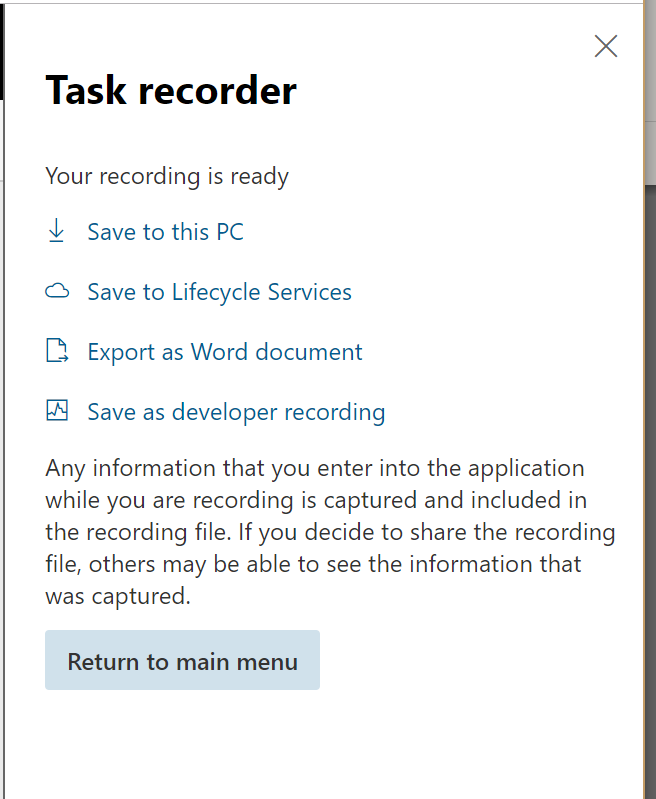 Task recorder
Your recording is ready
Save to this PC
Save to Lifecycle Services
Export as Word document
Save as developer recording
Any information that you enter into the application
while you are recording is captured and included in
the recording file. If you decide to share the recording
file, others may be able to see the information that
was captured.
Return to main menu